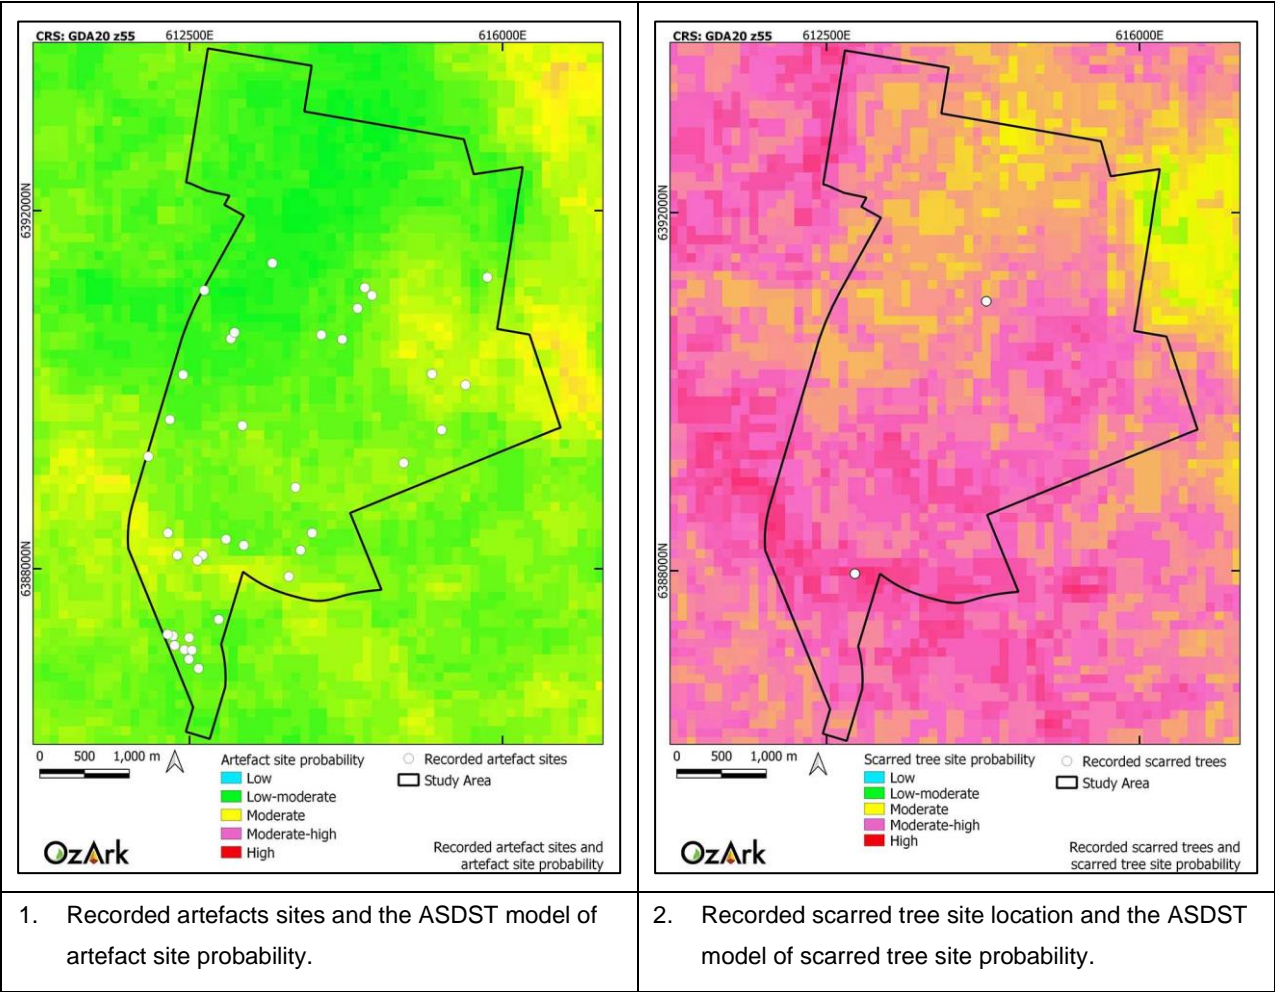 CRS: GDA20 z55
612500E
616000E
6392000N
6388000N
0 500 1,000 m
Artefact site probability
Low
Low-moderate
Moderate
Moderate-high
High
Recorded artefact sites
Study Area
OzArk
Recorded artefact sites and
artefact site probability
CRS: GDA20 z55
612500E
616000E
6392000N
6388000N
0 500 1,000 m
Scarred tree site probability
Low
Low-moderate
Moderate
Moderate-high
High
Recorded scarred trees
Study Area
OzArk
Recorded scarred trees and
scarred tree site probability
1. Recorded artefacts sites and the ASDST model of
artefact site probability.
2. Recorded scarred tree site location and the ASDST
model of scarred tree site probability.